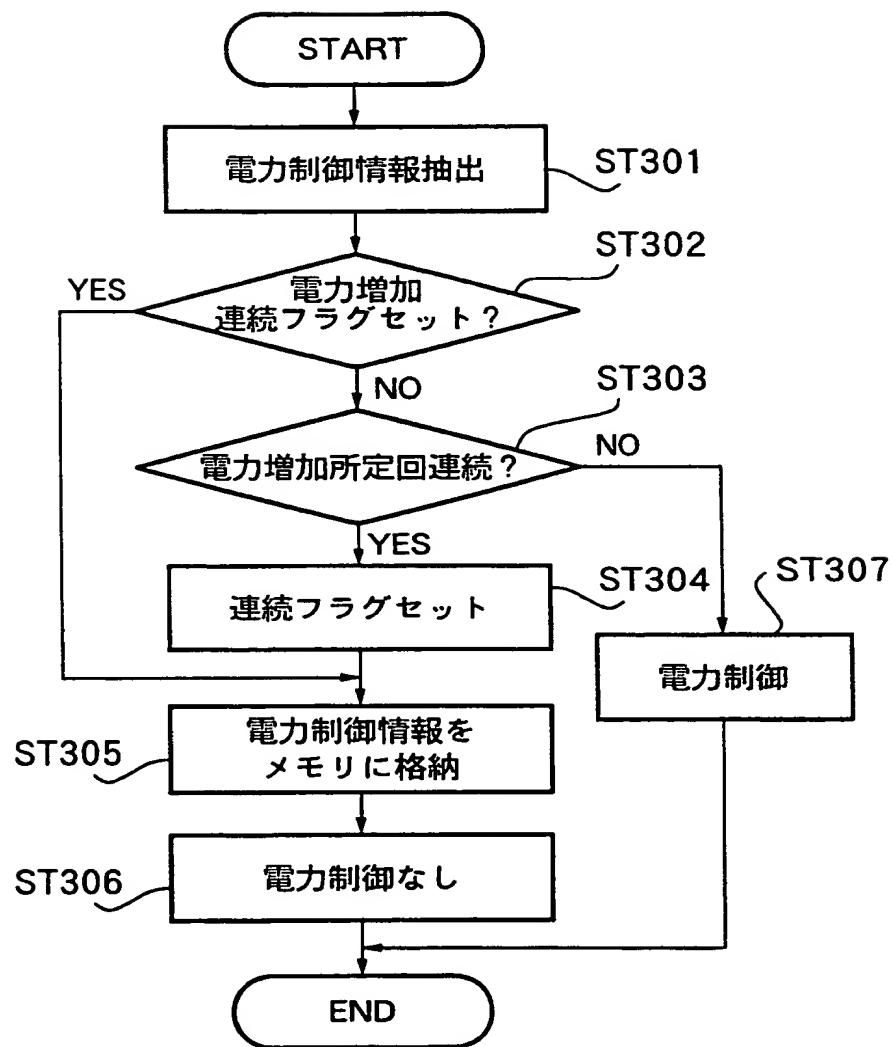 START
電力制御情報抽出
ST301
ST302
YES
電力増加
連続フラグセット?
NO
ST303
電力増加所定回連続?
NO
YES
ST304
連続フラグセット
ST307
電力制御
ST305
電力制御情報を
メモリに格納
ST306
電力制御なし
END